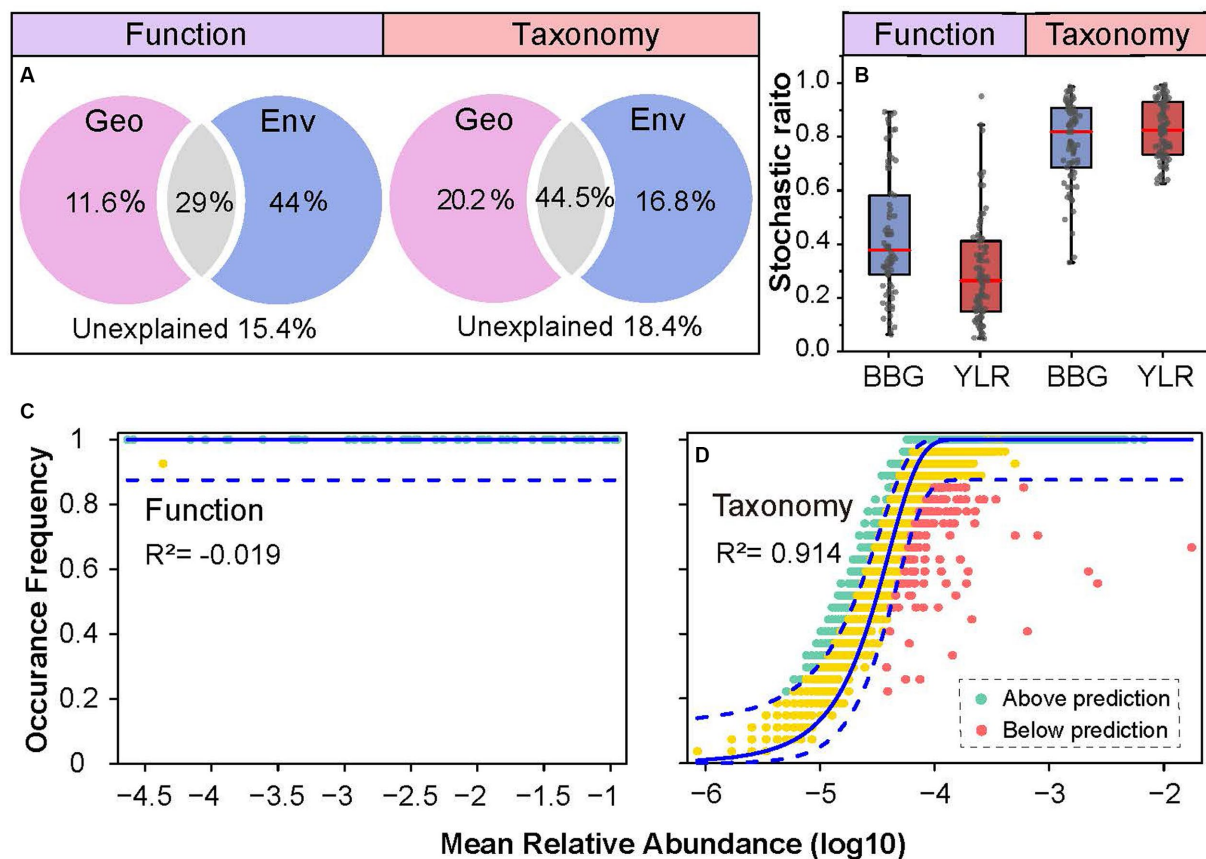 Function Taxonomy
A
Geo Env
11.6% 29% 44%
Unexplained 15.4%
Geo Env
20.2% 44.5% 16.8%
Unexplained 18.4%
Function Taxonomy
B
Stochastic raito
1.0
0.8
0.6
0.4
0.2
0.0
BBG YLR BBG YLR
C
Occurance Frequency
1
0.8
0.6
0.4
0.2
0
Function
R²= -0.019
−4.5 −4 −3.5 −3 −2.5 −2 −1.5 −1
D
Taxonomy
R²= 0.914
Above prediction
Below prediction
−6 −5 −4 −3 −2
Mean Relative Abundance (log10)